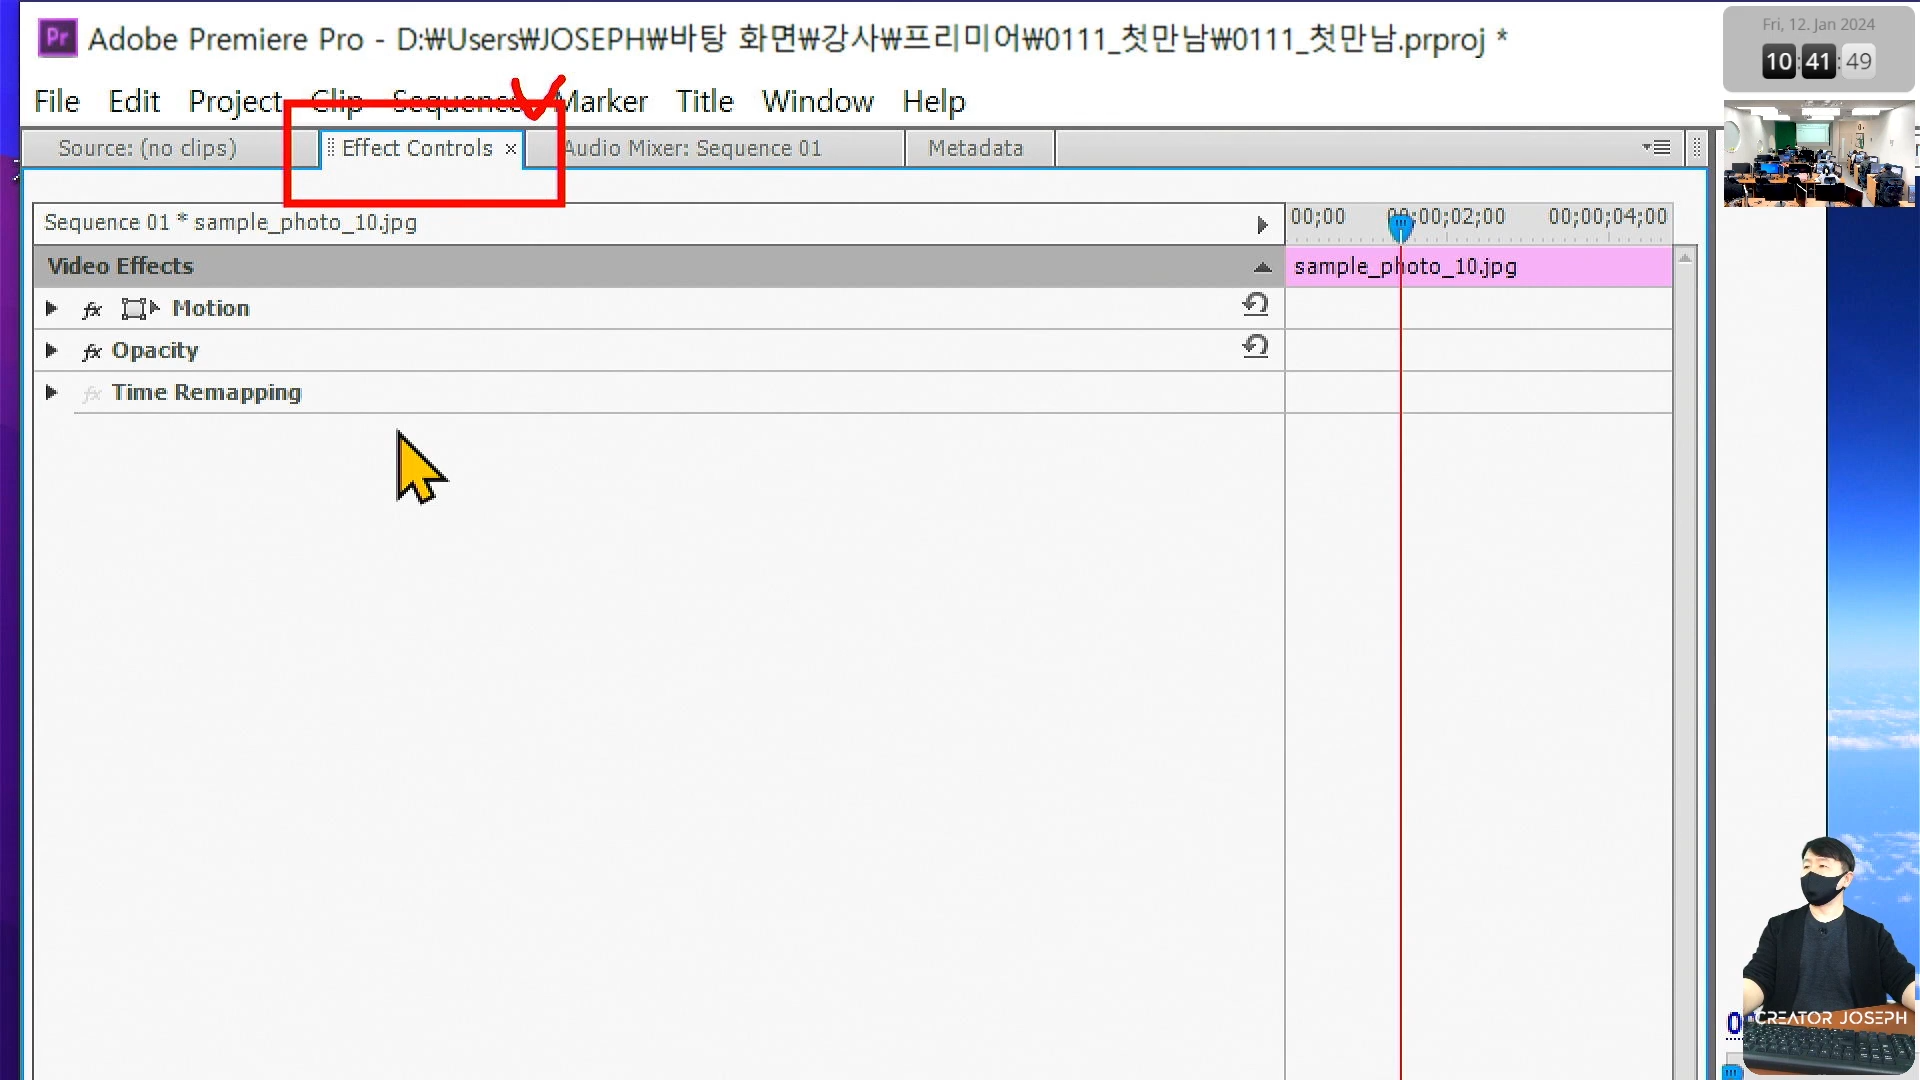 Pr Adobe Premiere Pro - D:₩Users₩JOSEPH₩바탕 화면₩강사₩프리미어₩0111_첫만남₩0111_첫만남.prproj *
Fri, 12. Jan 2024
10:41:49
File Edit Project Clip Sequence Marker Title Window Help
Source: (no clips) Effect Controls × Audio Mixer: Sequence 01 Metadata
Sequence 01 * sample_photo_10.jpg
00;00 00;00;02;00 00;00;04;00
Video Effects
sample_photo_10.jpg
fx Motion
fx Opacity
fx Time Remapping
CREATOR JOSEPH